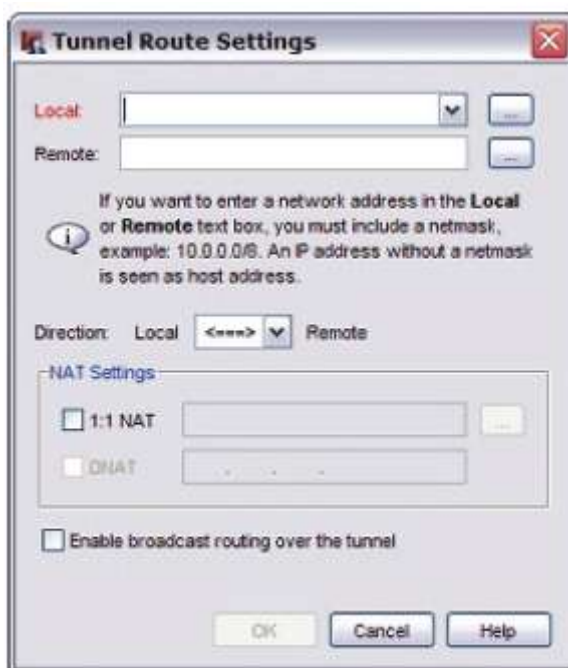 Tunnel Route Settings
Local:
...
Remote:
...
If you want to enter a network address in the Local
or Remote text box, you must include a netmask,
example: 10.0.0.0/8. An IP address without a netmask
is seen as host address.
Direction: Local <===> Remote
NAT Settings
1:1 NAT
...
DNAT . . .
Enable broadcast routing over the tunnel
OK Cancel Help